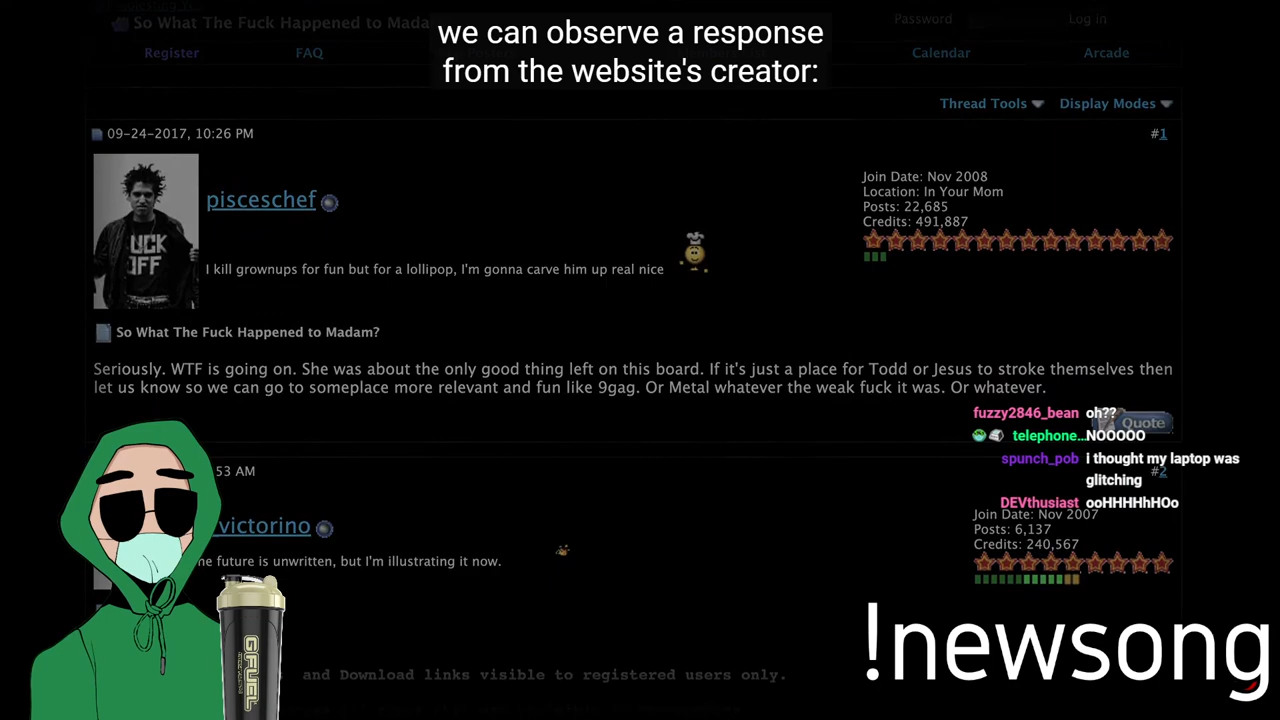 So What The Fuck Happened to Madam
Password
Log in
we can observe a response
from the website's creator:
Register
FAQ
Calendar
Arcade
Thread Tools
Display Modes
09-24-2017, 10:26 PM
#1
UCK
OFF
pisceschef
I kill grownups for fun but for a lollipop, I'm gonna carve him up real nice
Join Date: Nov 2008
Location: In Your Mom
Posts: 22,685
Credits: 491,887
So What The Fuck Happened to Madam?
Seriously. WTF is going on. She was about the only good thing left on this board. If it's just a place for Todd or Jesus to stroke themselves then
let us know so we can go to someplace more relevant and fun like 9gag. Or Metal whatever the weak fuck it was. Or whatever.
Quote
fuzzy2846_bean oh??
telephone... NOOOOO
spunch_pob i thought my laptop was
glitching
DEVthusiast ooHHHHhHOo
53 AM
#2
_victorino
ne future is unwritten, but I'm illustrating it now.
Join Date: Nov 2007
Posts: 6,137
Credits: 240,567
GFUEL
!newsong
and Download links visible to registered users only.